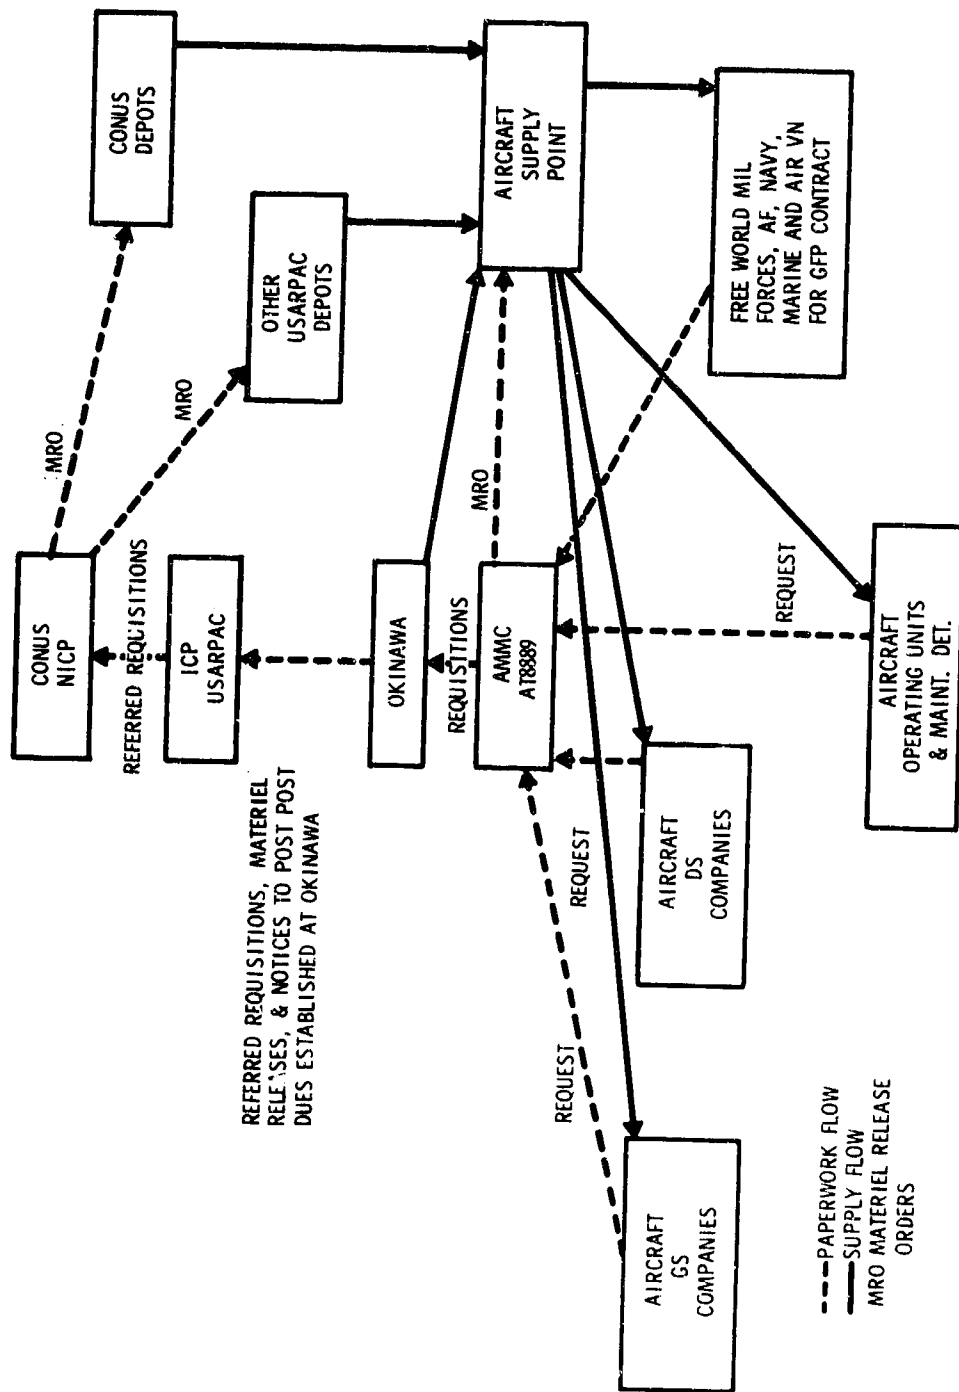 CONUS
NICP
MRO
CONUS
DEPOTS
REFERRED REQUISITIONS
MRO
ICP
USARPAC
OTHER
USARPAC
DEPOTS
REFERRED REQUISITIONS, MATERIEL
RELEASES, & NOTICES TO POST POST
DUES ESTABLISHED AT OKINAWA
OKINAWA
REQUISITIONS
AMMC
AT8889
MRO
AIRCRAFT
SUPPLY
POINT
REQUEST
REQUEST
REQUEST
AIRCRAFT
GS
COMPANIES
AIRCRAFT
DS
COMPANIES
AIRCRAFT
OPERATING UNITS
& MAINT. DET.
FREE WORLD MIL
FORCES, AF, NAVY,
MARINE AND AIR VN
FOR GFP CONTRACT
PAPERWORK FLOW
SUPPLY FLOW
MRO MATERIEL RELEASE
ORDERS